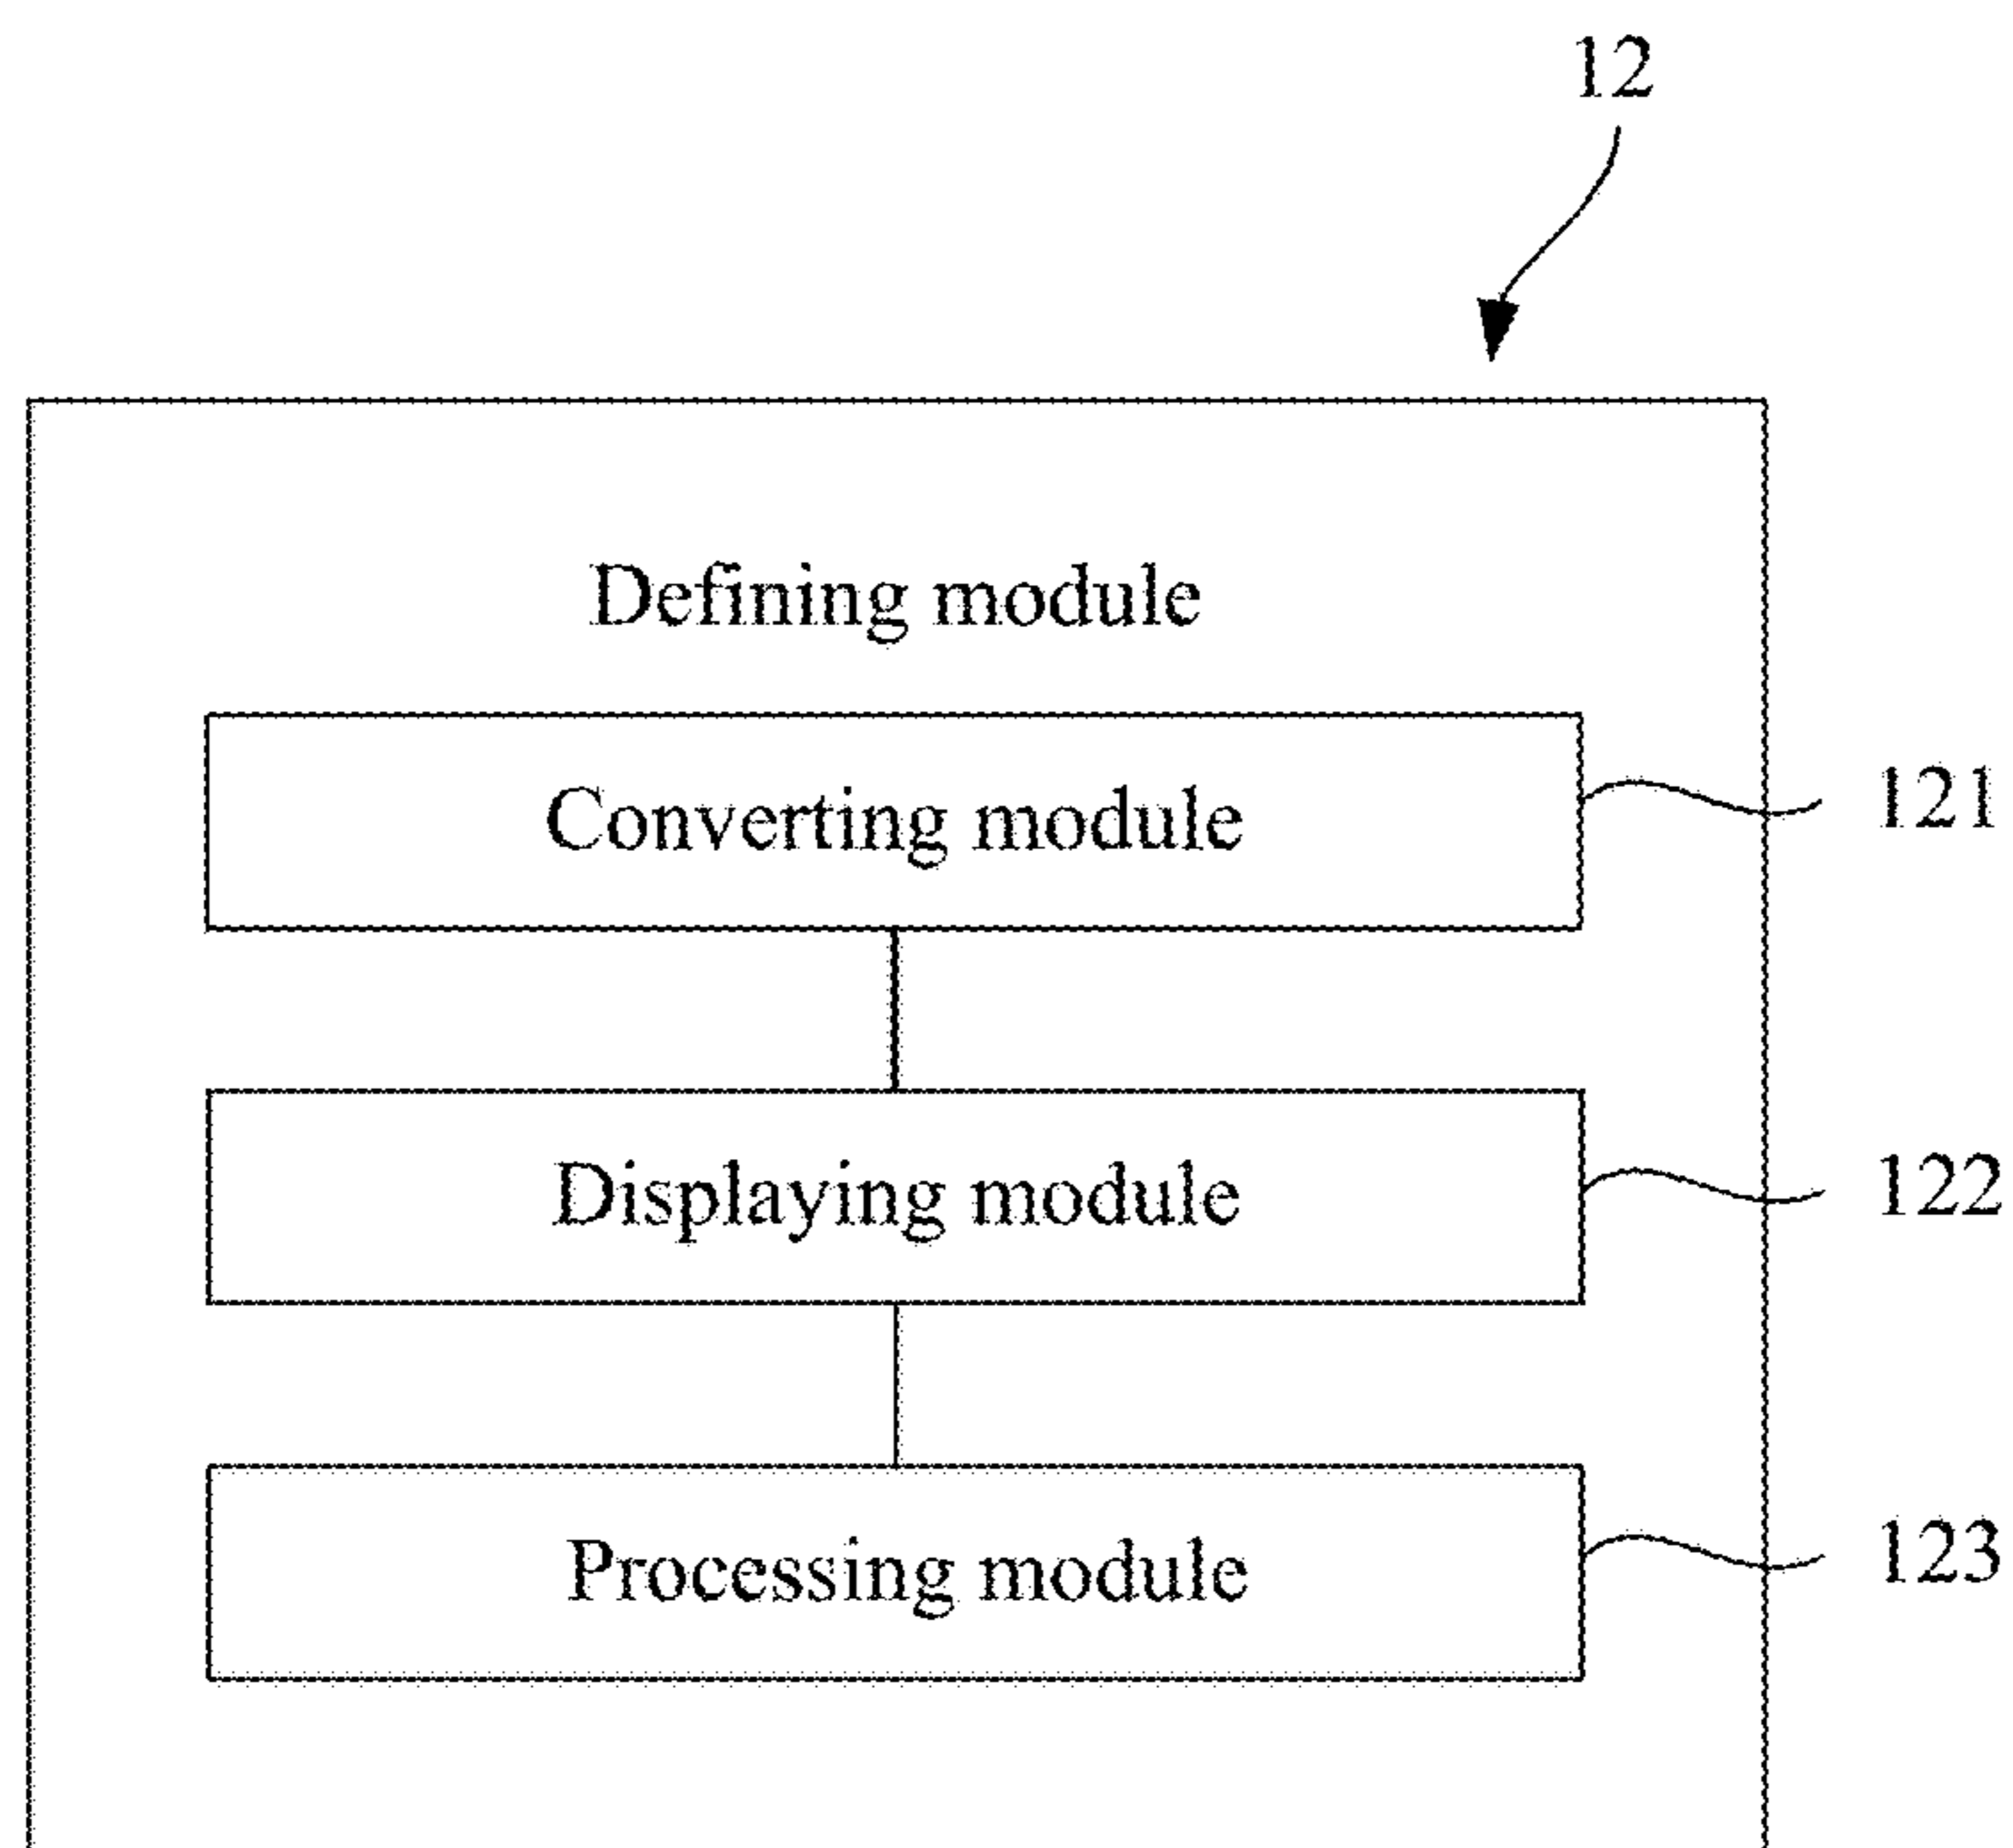 12
Defining module
Converting module
121
Displaying module
122
Processing module
123